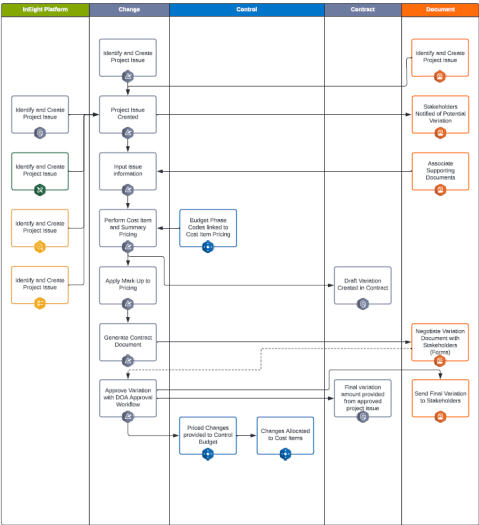 InEight Platform
Change
Control
Contract
Document
Identify and Create
Project Issue
Identify and Create
Project Issue
Identify and Create
Project Issue
Project Issue
Created
Stakeholders
Notified of Potential
Variation
Identify and Create
Project Issue
Input issue
information
Associate
Supporting
Documents
Identify and Create
Project Issue
Perform Cost Item
and Summary
Pricing
Budget Phase
Codes linked to
Cost Item Pricing
Identify and Create
Project Issue
Apply Mark-Up to
Pricing
Draft Variation
Created in Contract
Generate Contract
Document
Negotiate Variation
Document with
Stakeholders
(Forms)
Approve Variation
with DOA Approval
Workflow
Final variation
amount provided
from approved
project issue
Send Final Variation
to Stakeholders
Priced Changes
provided to Control
Budget
Changes Allocated
to Cost Items